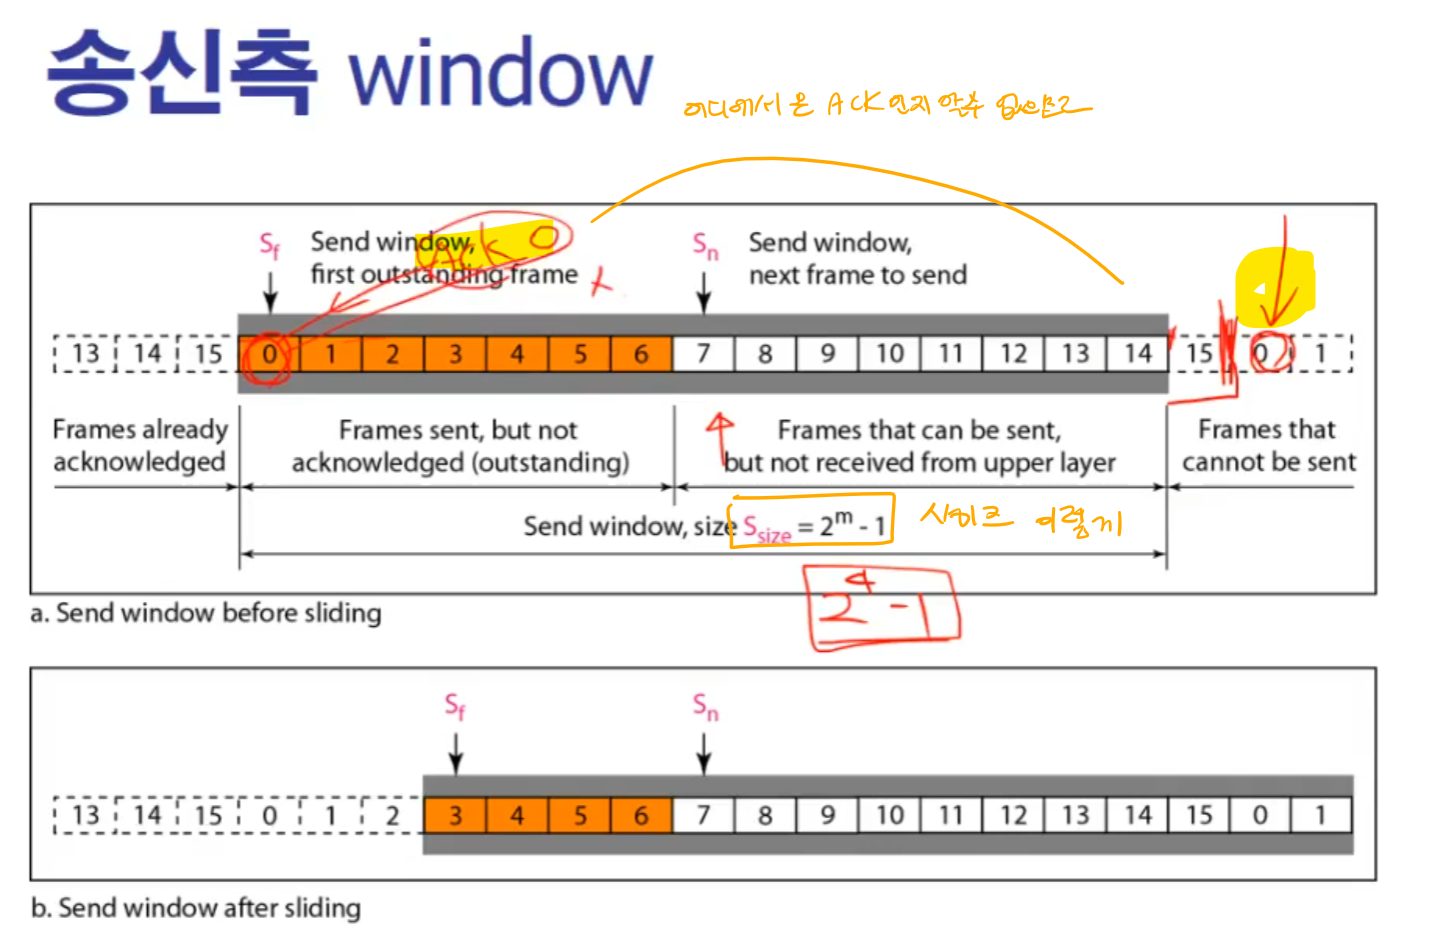 송신측 window
어디에서 온 ACK인지 알수 없으므로
ACK 0
S_f Send window, S_n Send window,
first outstanding frame next frame to send
13 14 15 0 1 2 3 4 5 6 7 8 9 10 11 12 13 14 15 0 1
Frames already Frames sent, but not Frames that can be sent, Frames that
acknowledged acknowledged (outstanding) but not received from upper layer cannot be sent
Send window, size S_size = 2^m - 1 사이즈 이렇게
2^4 - 1
a. Send window before sliding
S_f S_n
13 14 15 0 1 2 3 4 5 6 7 8 9 10 11 12 13 14 15 0 1
b. Send window after sliding